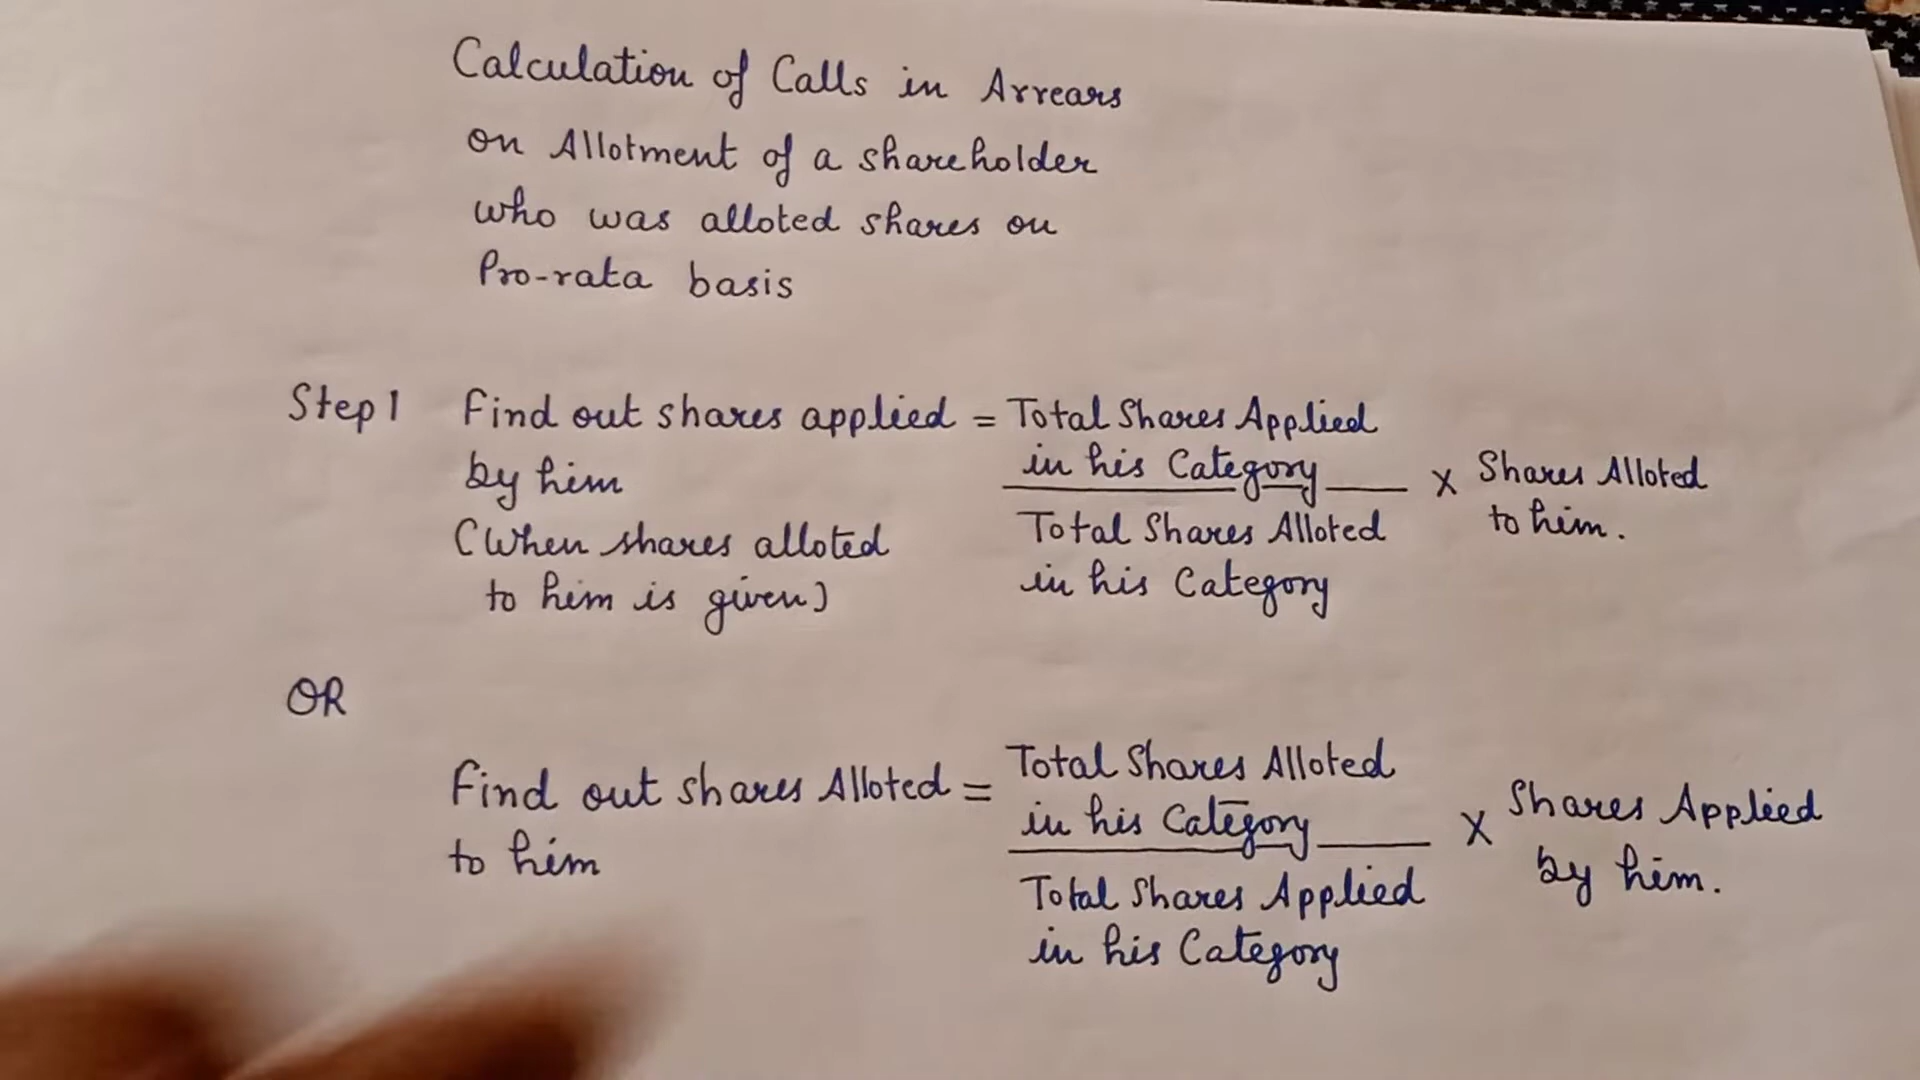 Calculation of Calls in Arrears
on Allotment of a shareholder
who was alloted shares on
Pro-rata basis
Step 1 Find out shares applied = Total Shares Applied
by him in his Category × Shares Alloted
(When shares alloted Total Shares Alloted to him.
to him is given) in his Category
OR
Find out shares Alloted = Total Shares Alloted
to him in his Category × Shares Applied
Total Shares Applied by him.
in his Category